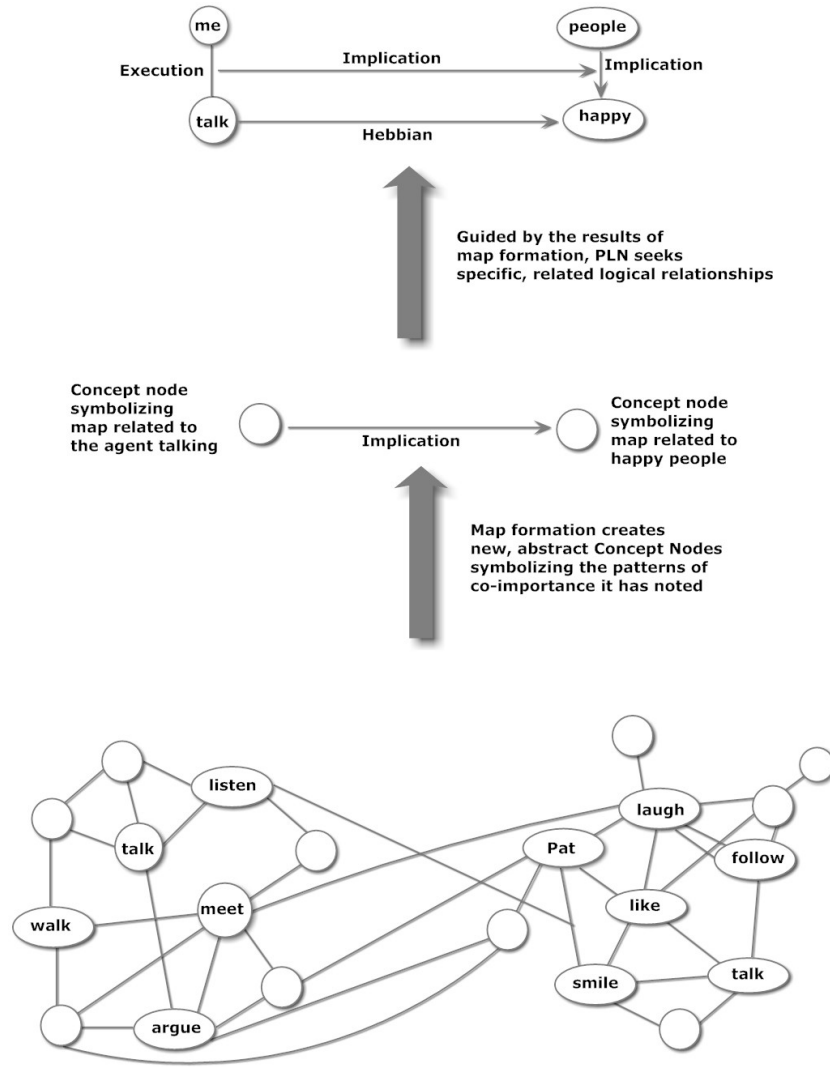 me
people
Execution
Implication
Implication
talk
happy
Hebbian
Guided by the results of
map formation, PLN seeks
specific, related logical relationships
Concept node
symbolizing
map related to
the agent talking
Implication
Concept node
symbolizing
map related to
happy people
Map formation creates
new, abstract Concept Nodes
symbolizing the patterns of
co-importance it has noted
listen
laugh
talk
Pat
follow
meet
like
walk
smile
talk
argue